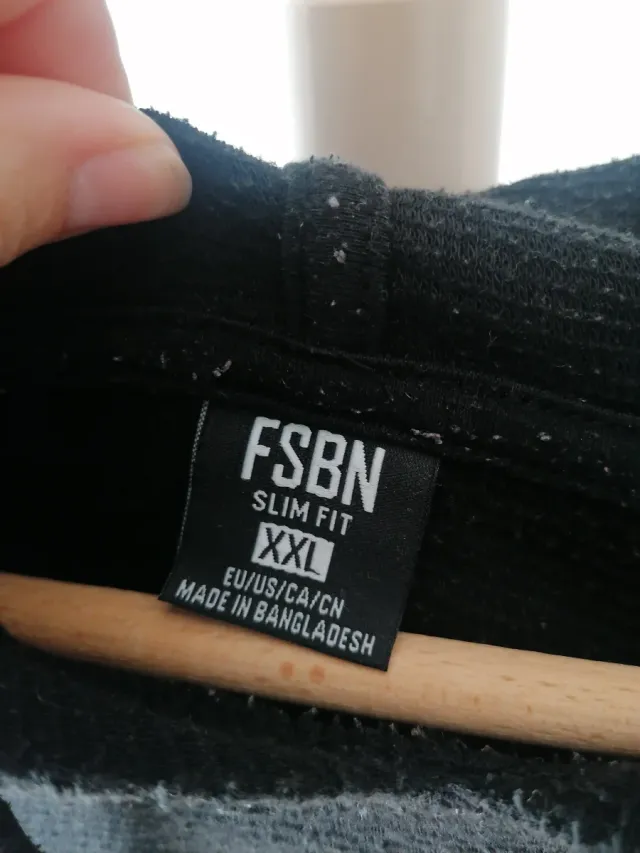 FSBN
SLIM FIT
XXL
EU/US/CA/CN
MADE IN BANGLADESH